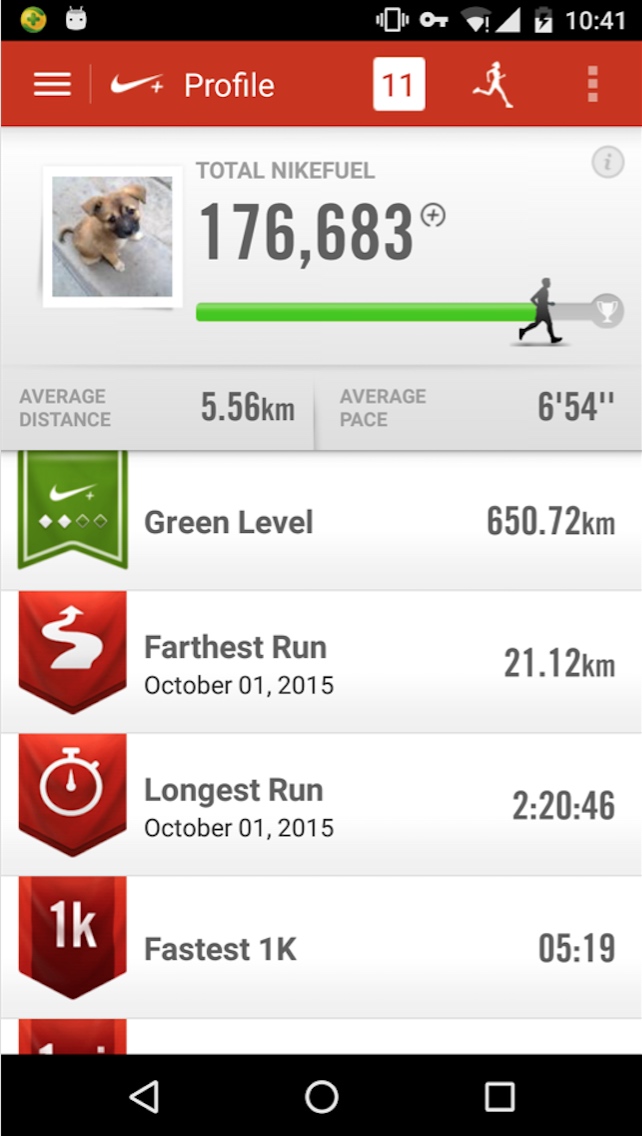 10:41
Profile
11
TOTAL NIKEFUEL
176,683
AVERAGE
DISTANCE
5.56km
AVERAGE
PACE
6'54''
Green Level
650.72km
Farthest Run
October 01, 2015
21.12km
Longest Run
October 01, 2015
2:20:46
1k
Fastest 1K
05:19